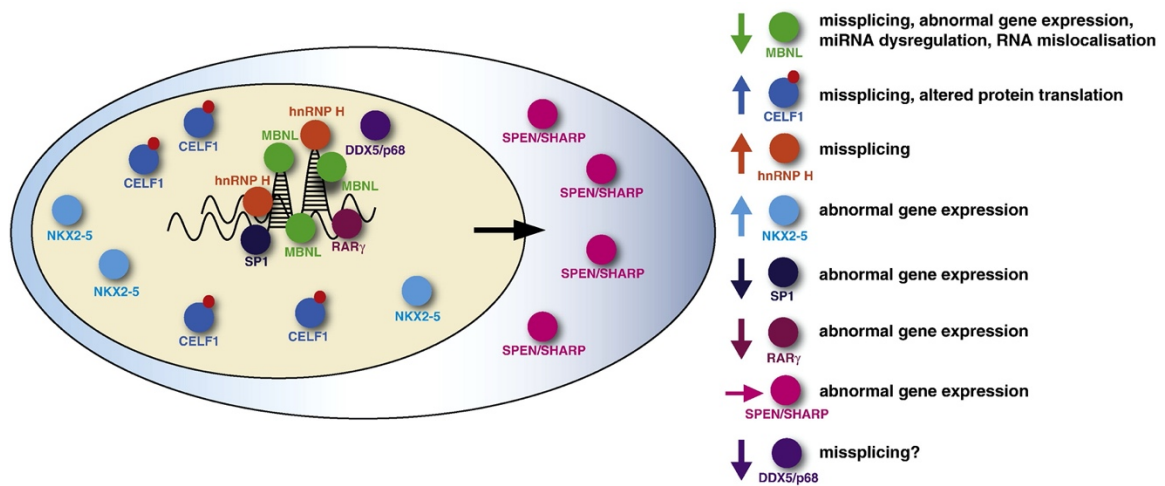 hnRNP H
CELF1
MBNL
DDX5/p68
CELF1
hnRNP H
MBNL
NKX2-5
SP1
MBNL
RARγ
NKX2-5
CELF1
CELF1
NKX2-5
SPEN/SHARP
SPEN/SHARP
SPEN/SHARP
SPEN/SHARP
missplicing, abnormal gene expression,
miRNA dysregulation, RNA mislocalisation
MBNL
missplicing, altered protein translation
CELF1
missplicing
hnRNP H
abnormal gene expression
NKX2-5
abnormal gene expression
SP1
abnormal gene expression
RARγ
abnormal gene expression
SPEN/SHARP
missplicing?
DDX5/p68